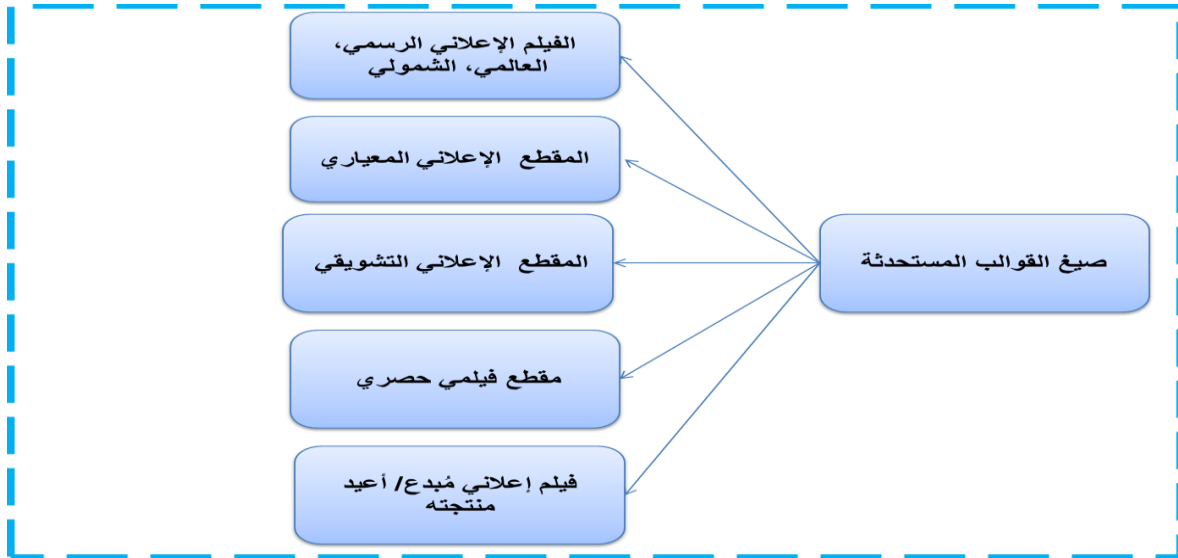 صيغ القوالب المستحدثة
الفيلم الإعلاني الرسمي،
العالمي، الشمولي
المقطع الإعلاني المعياري
المقطع الإعلاني التشويقي
مقطع فيلمي حصري
فيلم إعلاني مُبدع/ أعيد
منتجته